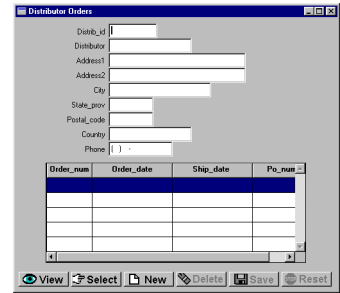 Distributor Orders
Distrib_id
Distributor
Address1
Address2
City
State_prov
Postal_code
Country
Phone ( ) -
Order_num Order_date Ship_date Po_num
View Select New Delete Save Reset